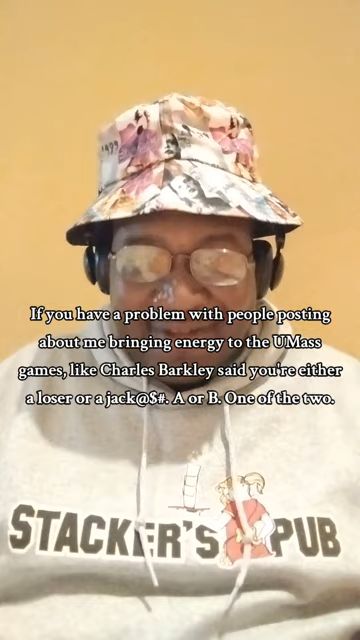 1989
If you have a problem with people posting
about me bringing energy to the UMass
games, like Charles Barkley said you're either
a loser or a jack@$#. A or B. One of the two.
STACKER'S PUB